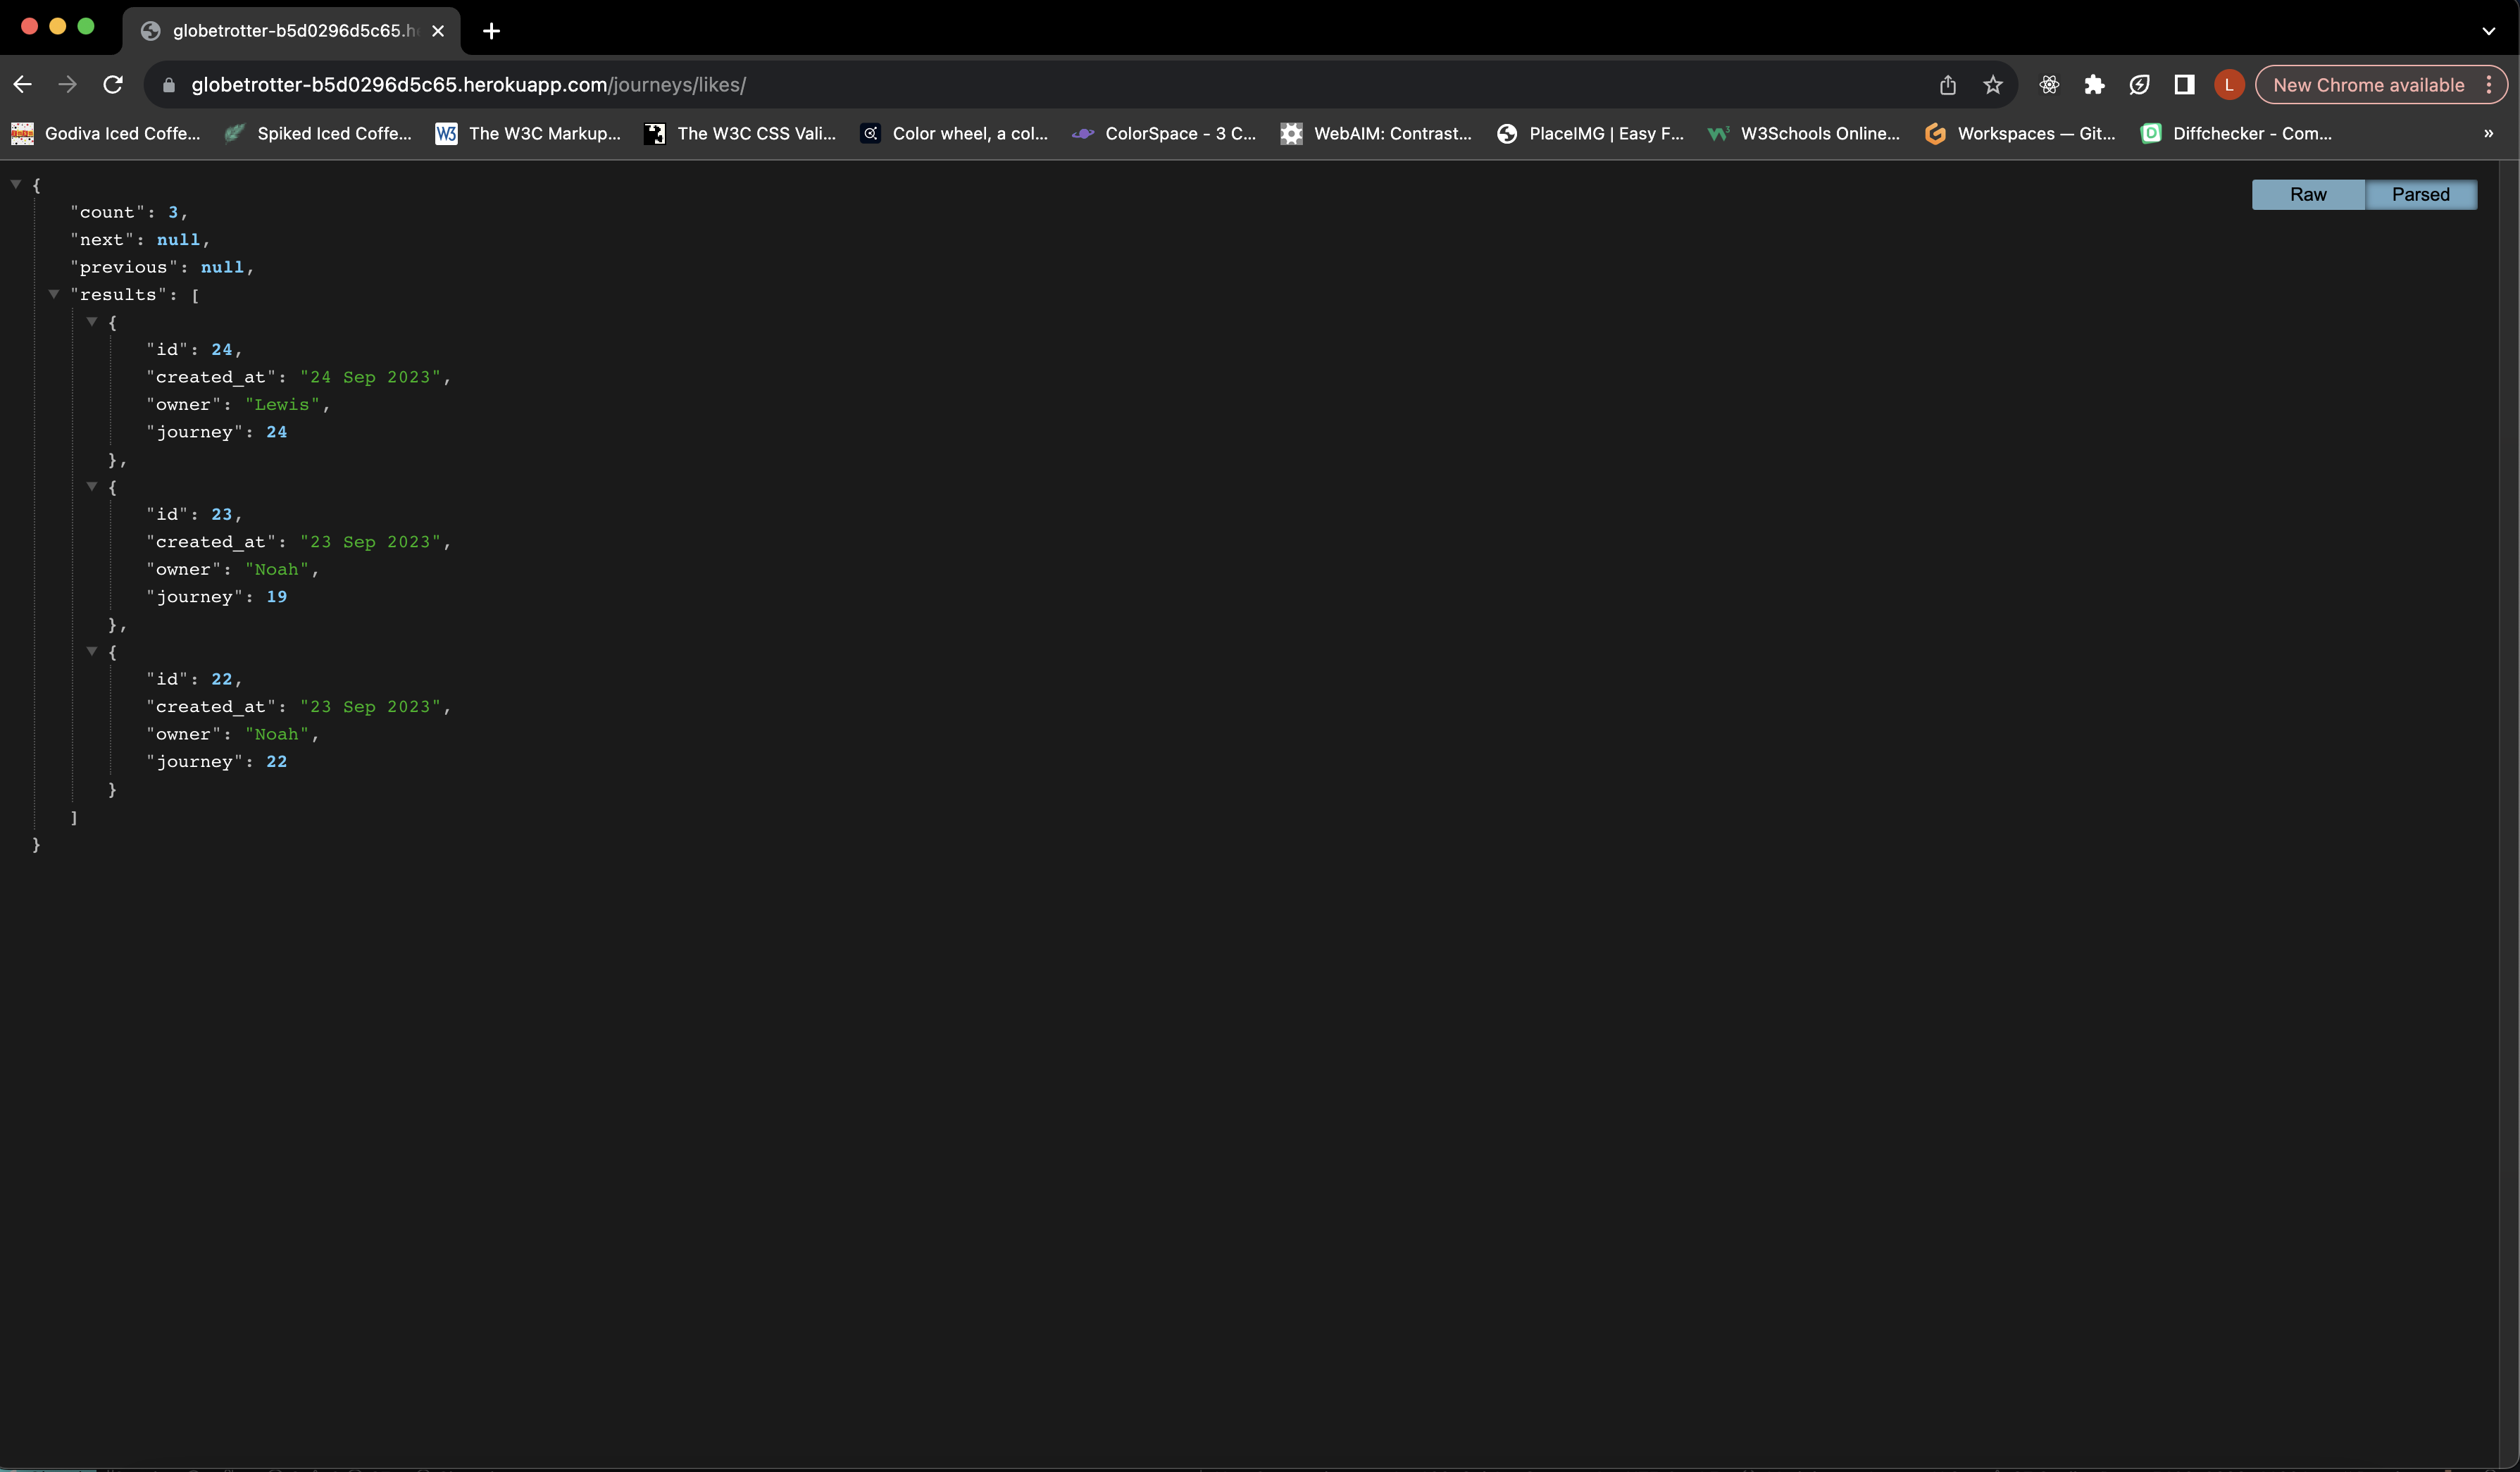 globetrotter-b5d0296d5c65.h
globetrotter-b5d0296d5c65.herokuapp.com/journeys/likes/
L
New Chrome available
Godiva Iced Coffe...
Spiked Iced Coffe...
W3
The W3C Markup...
The W3C CSS Vali...
Color wheel, a col...
ColorSpace - 3 C...
WebAIM: Contrast...
PlaceIMG | Easy F...
W3Schools Online...
Workspaces — Git...
D
Diffchecker - Com...
»
Raw
Parsed
{
"count": 3,
"next": null,
"previous": null,
"results": [
{
"id": 24,
"created_at": "24 Sep 2023",
"owner": "Lewis",
"journey": 24
},
{
"id": 23,
"created_at": "23 Sep 2023",
"owner": "Noah",
"journey": 19
},
{
"id": 22,
"created_at": "23 Sep 2023",
"owner": "Noah",
"journey": 22
}
]
}